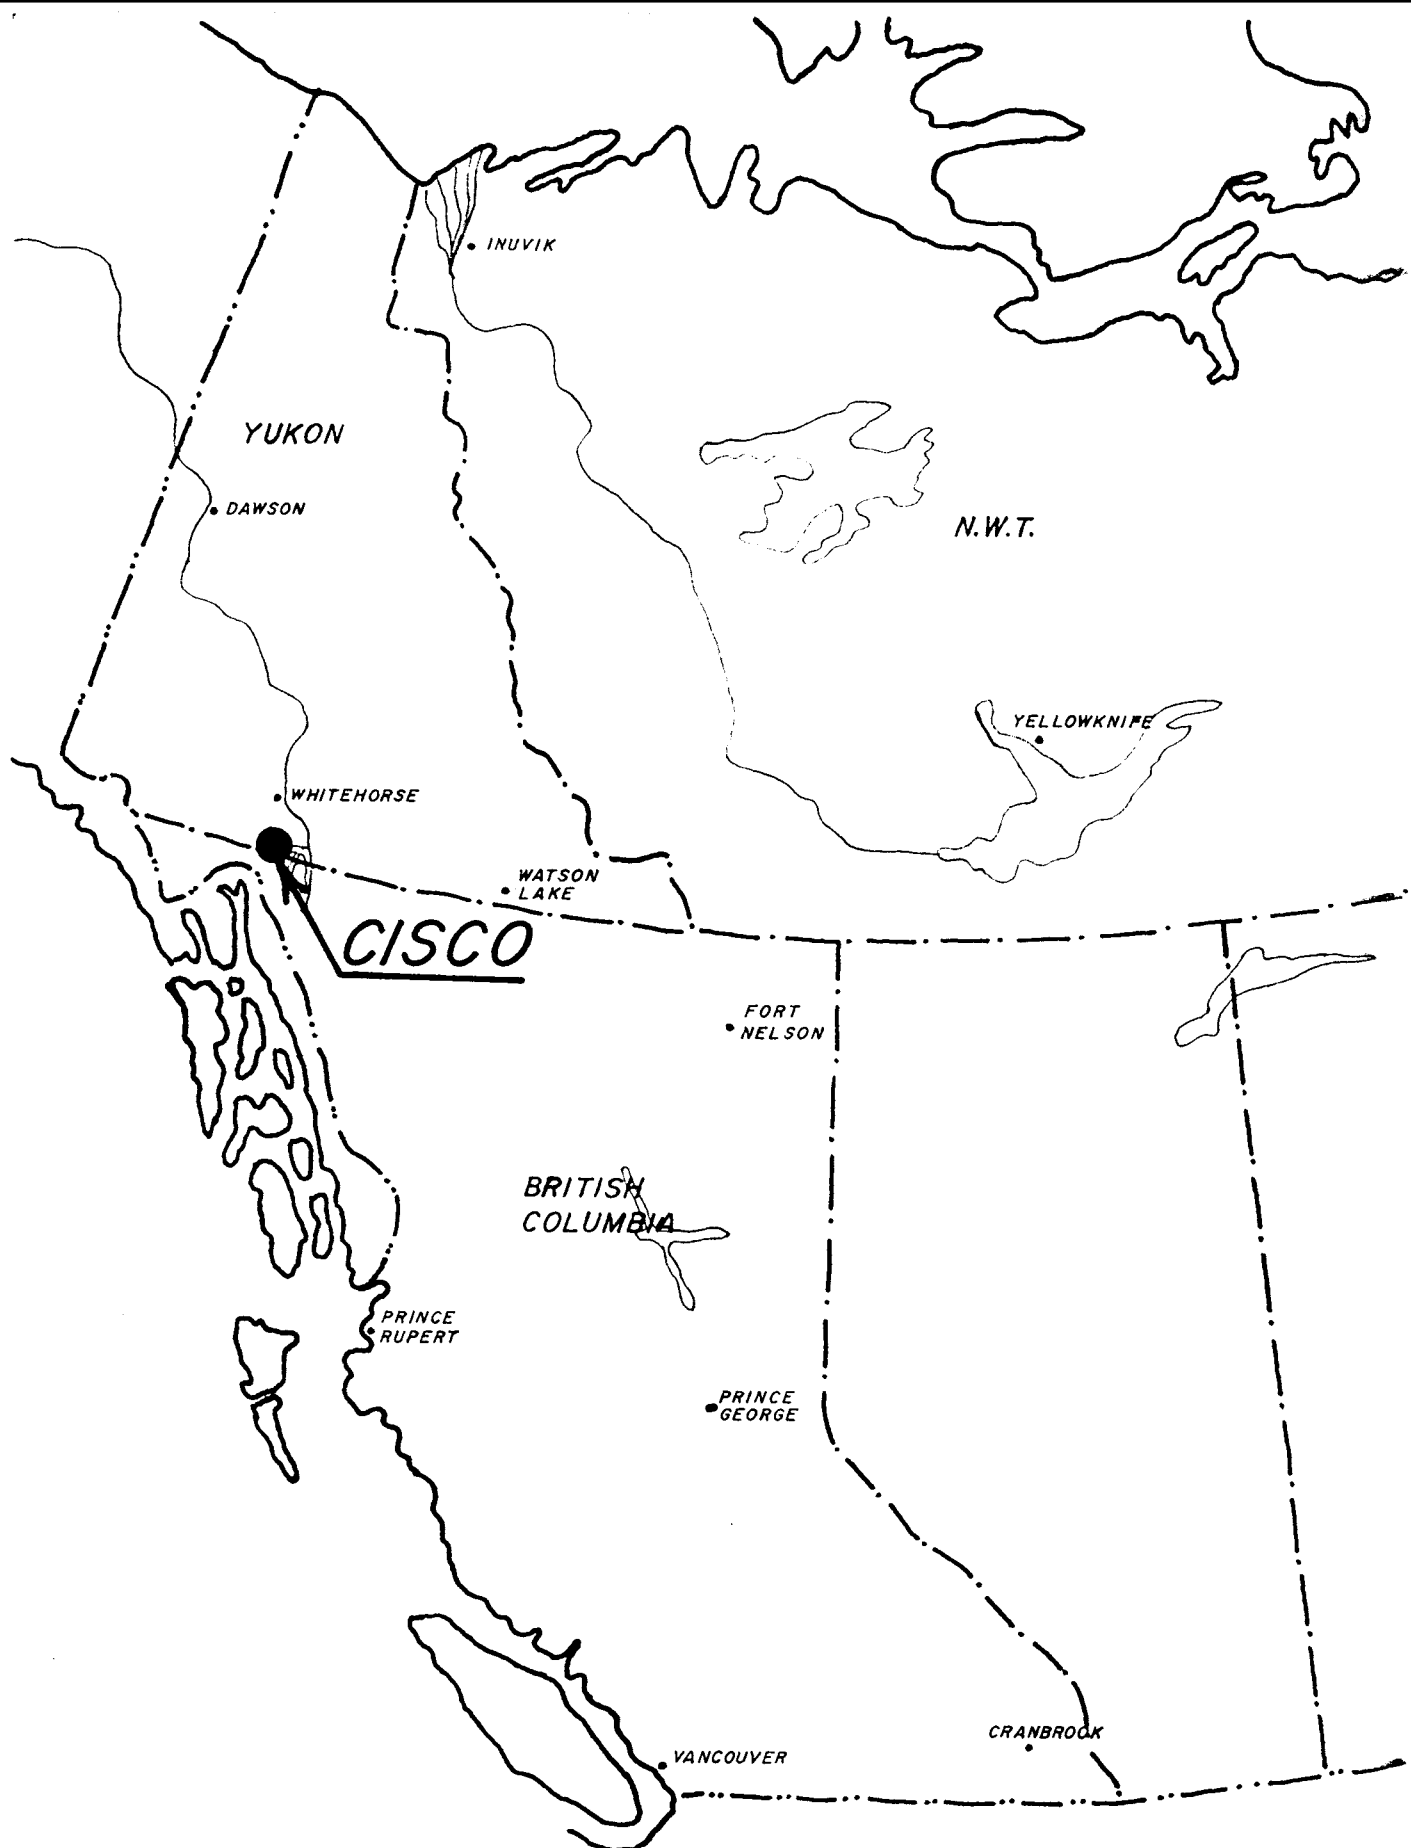 INUVIK
YUKON
DAWSON
N.W.T.
YELLOWKNIFE
WHITEHORSE
WATSON
LAKE
CISCO
FORT
NELSON
BRITISH
COLUMBIA
PRINCE
RUPERT
PRINCE
GEORGE
CRANBROOK
VANCOUVER